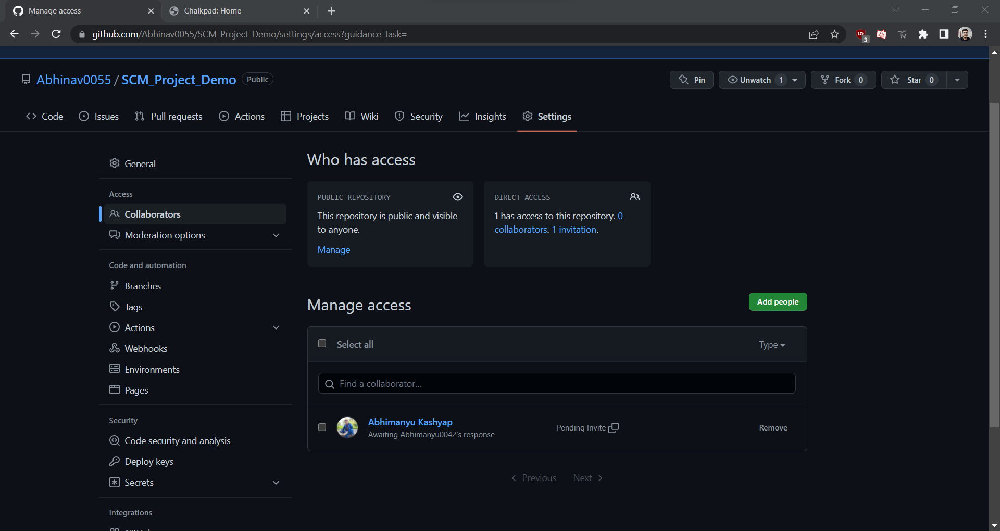 Manage access
Chalkpad: Home
github.com/Abhinav0055/SCM_Project_Demo/settings/access?guidance_task=
3
Abhinav0055 / SCM_Project_Demo Public
Pin
Unwatch 1
Fork 0
Star 0
Code Issues Pull requests Actions Projects Wiki Security Insights Settings
General
Access
Collaborators
Moderation options
Code and automation
Branches
Tags
Actions
Webhooks
Environments
Pages
Security
Code security and analysis
Deploy keys
Secrets
Integrations
Who has access
PUBLIC REPOSITORY
This repository is public and visible
to anyone.
Manage
DIRECT ACCESS
1 has access to this repository. 0
collaborators. 1 invitation.
Manage access
Add people
Select all
Type
Find a collaborator...
Abhimanyu Kashyap
Awaiting Abhimanyu0042's response
Pending Invite
Remove
Previous Next